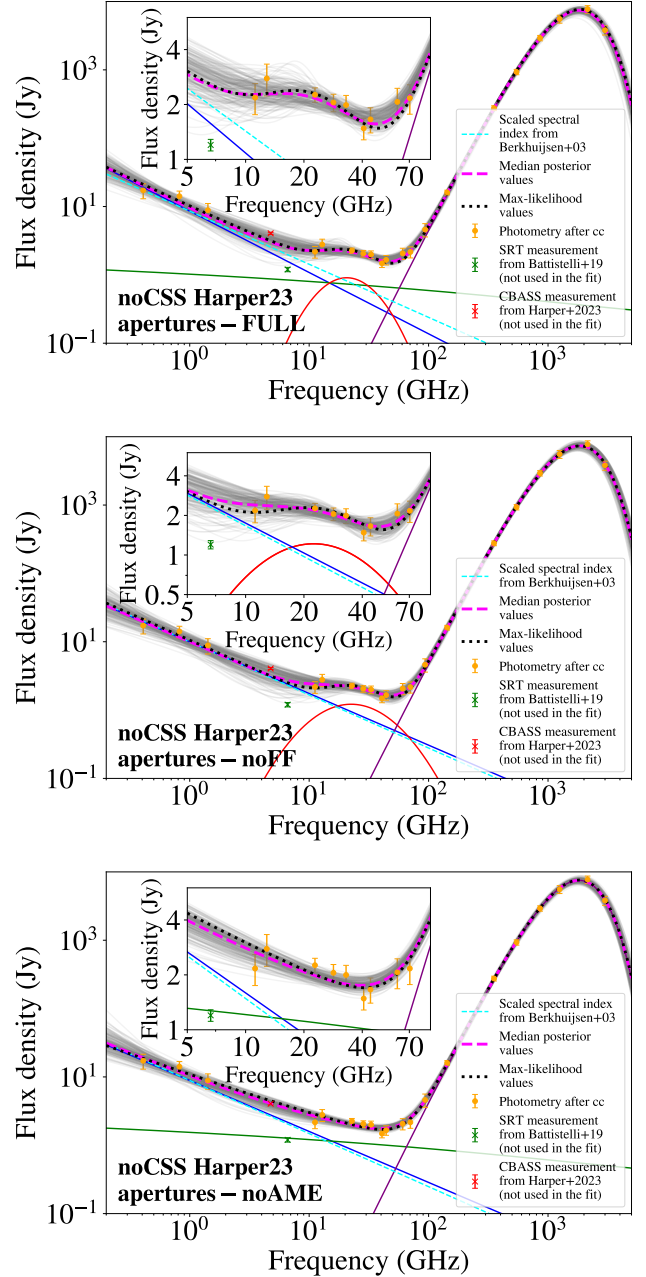 4
2
1
5
10
20
40
70
Flux density (Jy)
Frequency
(GHz)
10³
10¹
10⁻¹
Flux density (Jy)
Scaled spectral
index from
Berkhuijsen+03
Median posterior
values
Max-likelihood
values
Photometry after cc
SRT measurement
from Battistelli+19
(not used in the fit)
CBASS measurement
from Harper+2023
(not used in the fit)
noCSS Harper23
apertures – FULL
10⁰
10¹
10²
10³
Frequency (GHz)
4
2
1
0.5
5
10
20
40
70
Flux density (Jy)
Frequency
(GHz)
10³
10¹
10⁻¹
Flux density (Jy)
Scaled spectral index
from Berkhuijsen+03
Median posterior
values
Max-likelihood
values
Photometry after cc
SRT measurement
from Battistelli+19
(not used in the fit)
CBASS measurement
from Harper+2023
(not used in the fit)
noCSS Harper23
apertures – noFF
10⁰
10¹
10²
10³
Frequency (GHz)
4
2
1
5
10
20
40
70
Flux density (Jy)
Frequency
(GHz)
10³
10¹
10⁻¹
Flux density (Jy)
Scaled spectral index
from Berkhuijsen+03
Median posterior
values
Max-likelihood
values
Photometry after cc
SRT measurement
from Battistelli+19
(not used in the fit)
CBASS measurement
from Harper+2023
(not used in the fit)
noCSS Harper23
apertures – noAME
10⁰
10¹
10²
10³
Frequency (GHz)